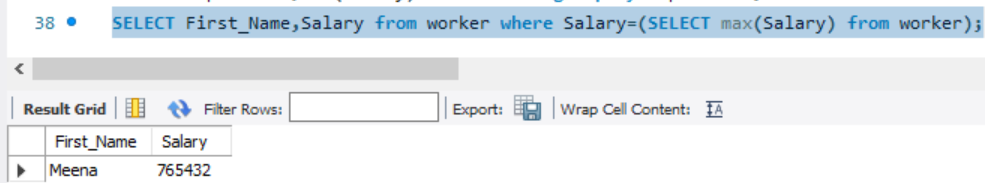 38 SELECT First_Name,Salary from worker where Salary=(SELECT max(Salary) from worker);
Result Grid Filter Rows: Export: Wrap Cell Content: IA
First_Name Salary
Meena 765432